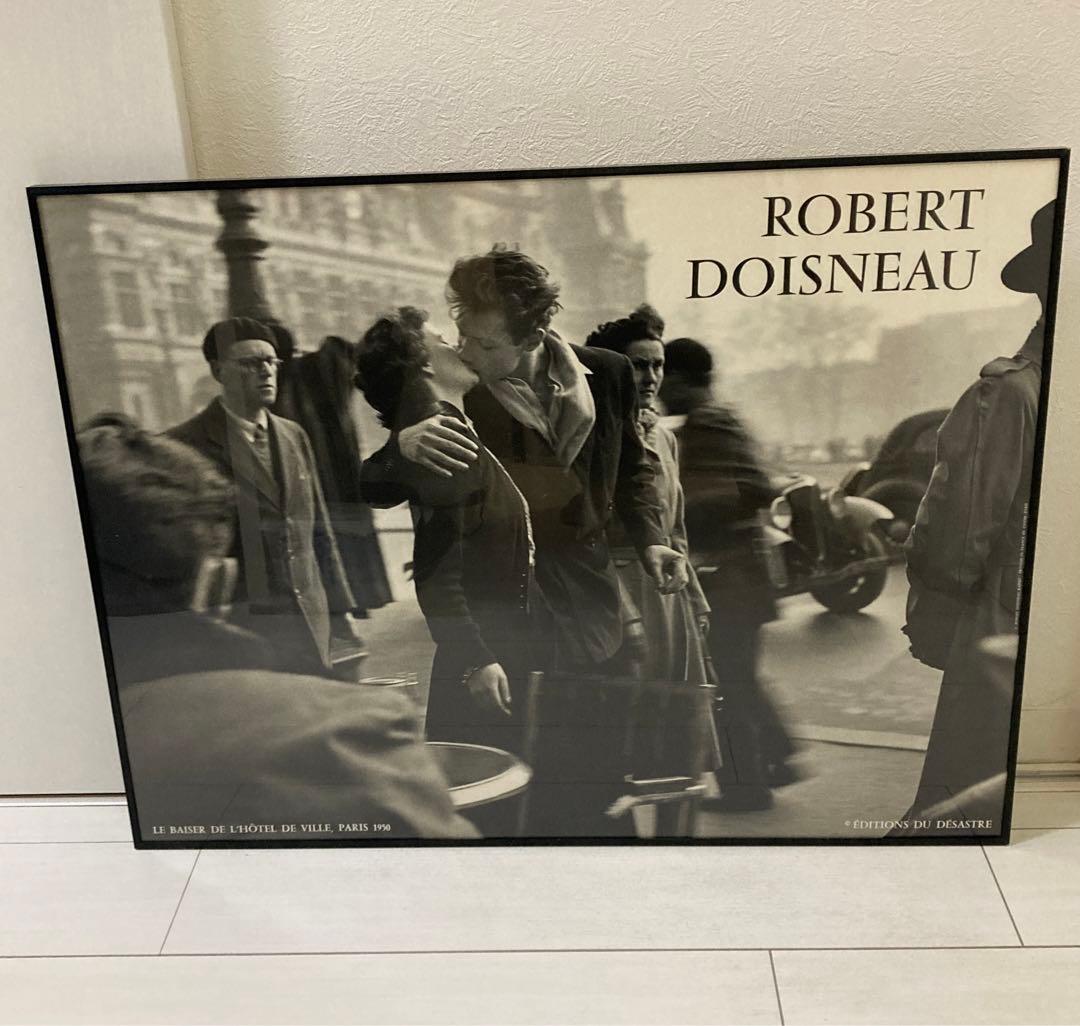 ROBERT
DOISNEAU
LE BAISER DE L'HÔTEL DE VILLE, PARIS 1950
© ÉDITIONS DU DÉSASTRE